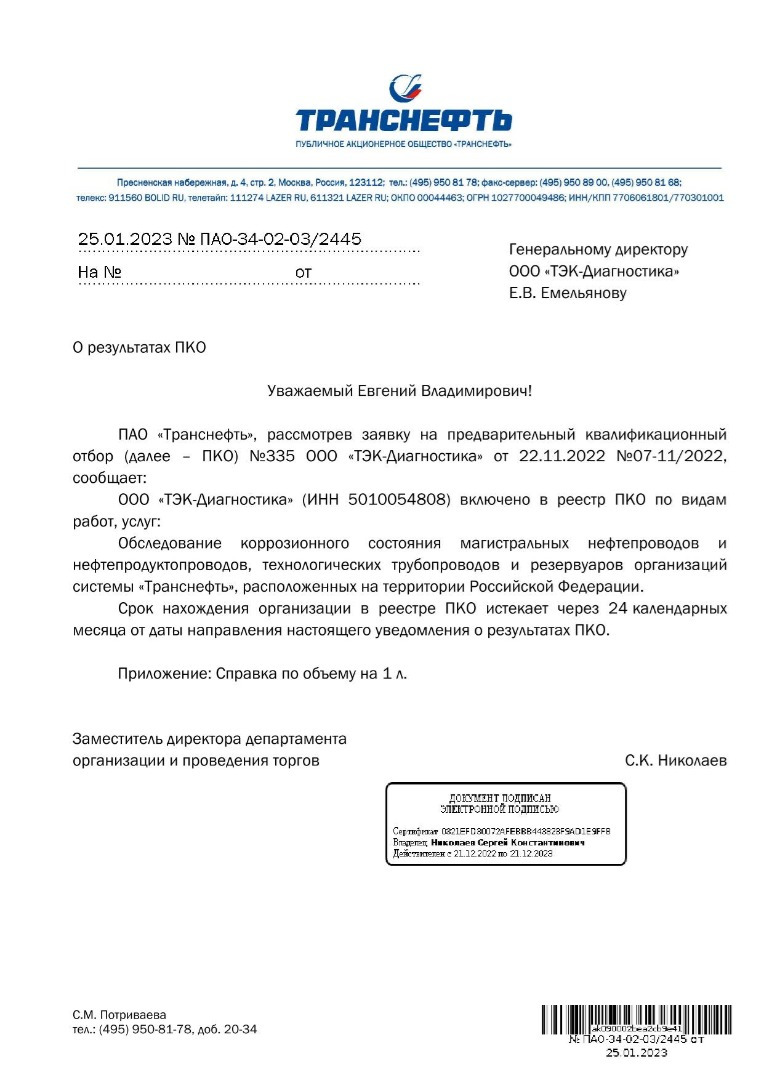 ТРАНСНЕФТЬ
ПУБЛИЧНОЕ АКЦИОНЕРНОЕ ОБЩЕСТВО «ТРАНСНЕФТЬ»
Пресненская набережная, д. 4, стр. 2, Москва, Россия, 123112; тел.: (495) 950 81 78; факс-сервер: (495) 950 89 00, (495) 950 81 68;
телекс: 911560 BOLID RU, телетайп: 111274 LAZER RU, 611321 LAZER RU; ОКПО 00044463; ОГРН 1027700049486; ИНН/КПП 7706061801/770301001
25.01.2023 № ПАО-34-02-03/2445
На № от
Генеральному директору
ООО «ТЭК-Диагностика»
Е.В. Емельянову
О результатах ПКО
Уважаемый Евгений Владимирович!
ПАО «Транснефть», рассмотрев заявку на предварительный квалификационный
отбор (далее – ПКО) №335 ООО «ТЭК-Диагностика» от 22.11.2022 №07-11/2022,
сообщает:
ООО «ТЭК-Диагностика» (ИНН 5010054808) включено в реестр ПКО по видам
работ, услуг:
Обследование коррозионного состояния магистральных нефтепроводов и
нефтепродуктопроводов, технологических трубопроводов и резервуаров организаций
системы «Транснефть», расположенных на территории Российской Федерации.
Срок нахождения организации в реестре ПКО истекает через 24 календарных
месяца от даты направления настоящего уведомления о результатах ПКО.
Приложение: Справка по объему на 1 л.
Заместитель директора департамента
организации и проведения торгов
С.К. Николаев
ДОКУМЕНТ ПОДПИСАН
ЭЛЕКТРОННОЙ ПОДПИСЬЮ
Сертификат
Владелец Николаев Сергей Константинович
Действителен с 21.12.2022 по 21.12.2023
С.М. Потриваева
тел.: (495) 950-81-78, доб. 20-34
№ ПАО-34-02-03/2445 от
25.01.2023